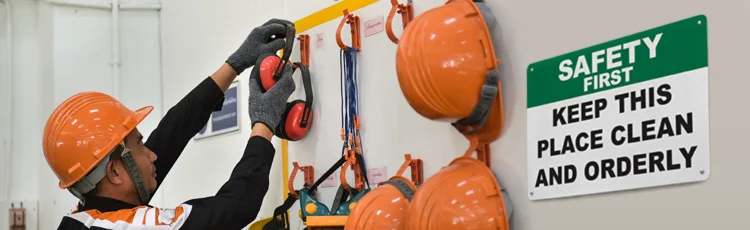 SAFETY
FIRST
KEEP THIS
PLACE CLEAN
AND ORDERLY